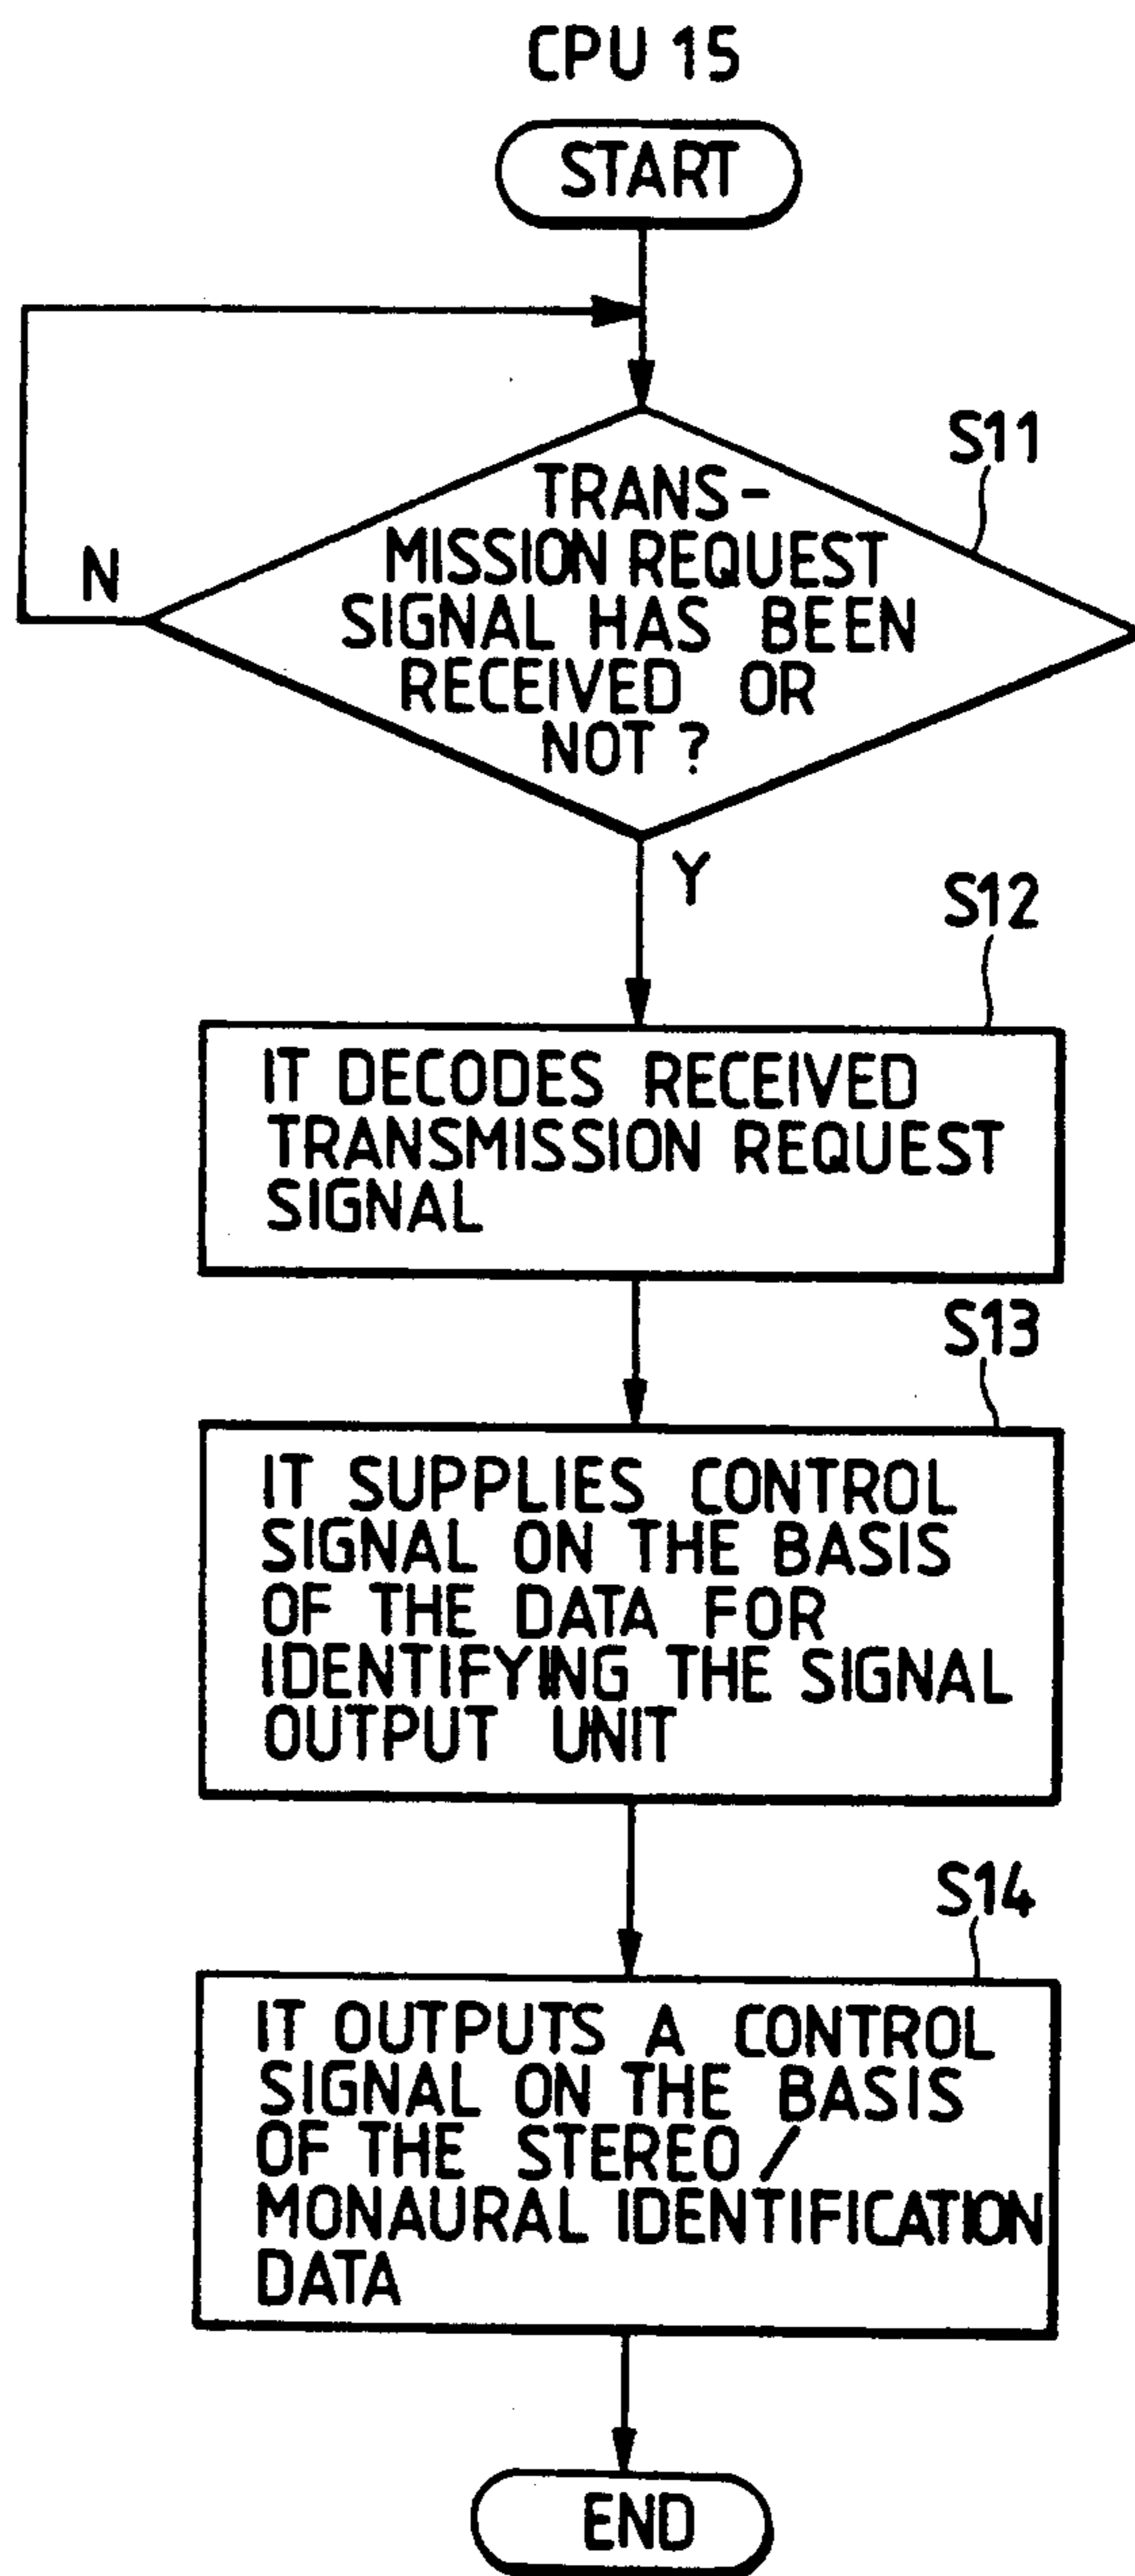 CPU 15
START
S11
TRANS-
MISSION REQUEST
SIGNAL HAS BEEN
RECEIVED OR
NOT ?
N
Y
S12
IT DECODES RECEIVED
TRANSMISSION REQUEST
SIGNAL
S13
IT SUPPLIES CONTROL
SIGNAL ON THE BASIS
OF THE DATA FOR
IDENTIFYING THE SIGNAL
OUTPUT UNIT
S14
IT OUTPUTS A CONTROL
SIGNAL ON THE BASIS
OF THE STEREO /
MONAURAL IDENTIFICATION
DATA
END